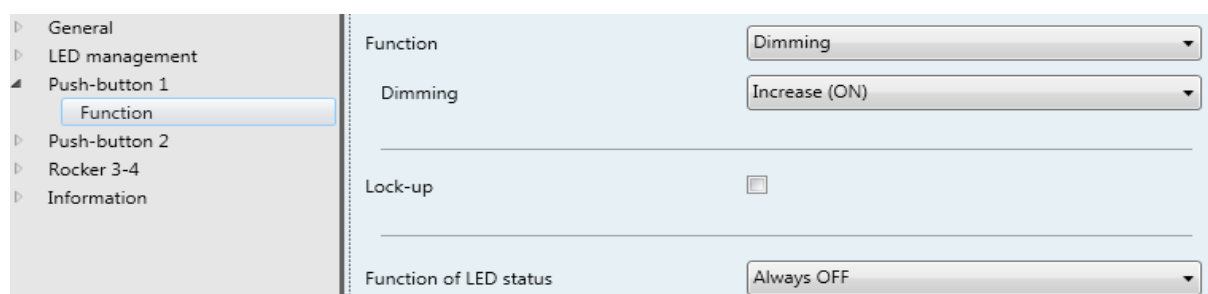 General
LED management
Push-button 1
Function
Push-button 2
Rocker 3-4
Information
Function Dimming
Dimming Increase (ON)
Lock-up
Function of LED status Always OFF